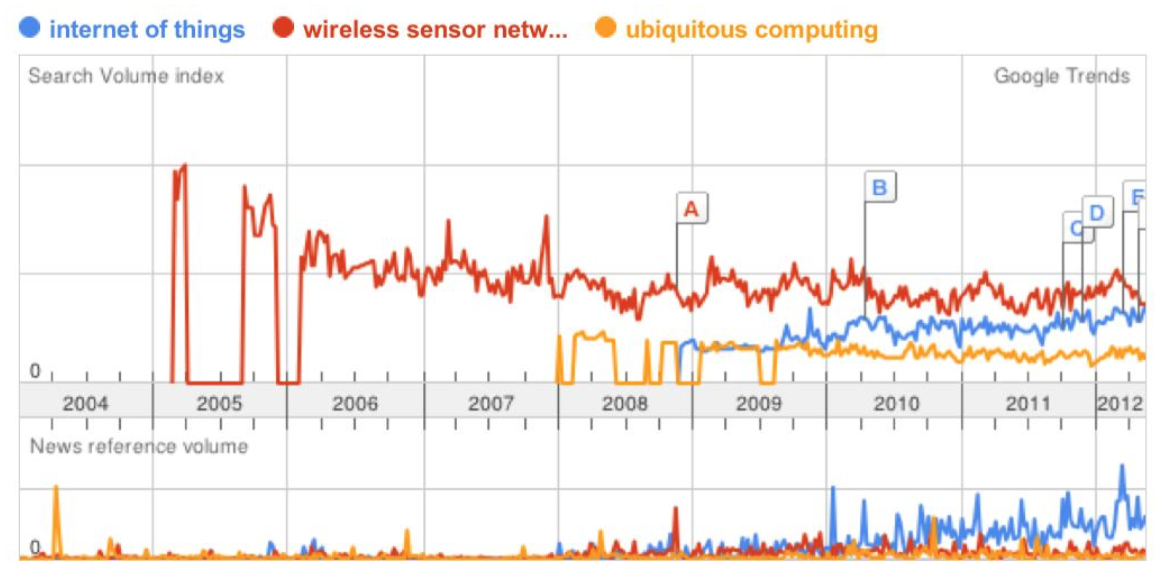 internet of things wireless sensor netw... ubiquitous computing
Search Volume index Google Trends
B
A
D
C
E
0
2004 2005 2006 2007 2008 2009 2010 2011 2012
News reference volume
0